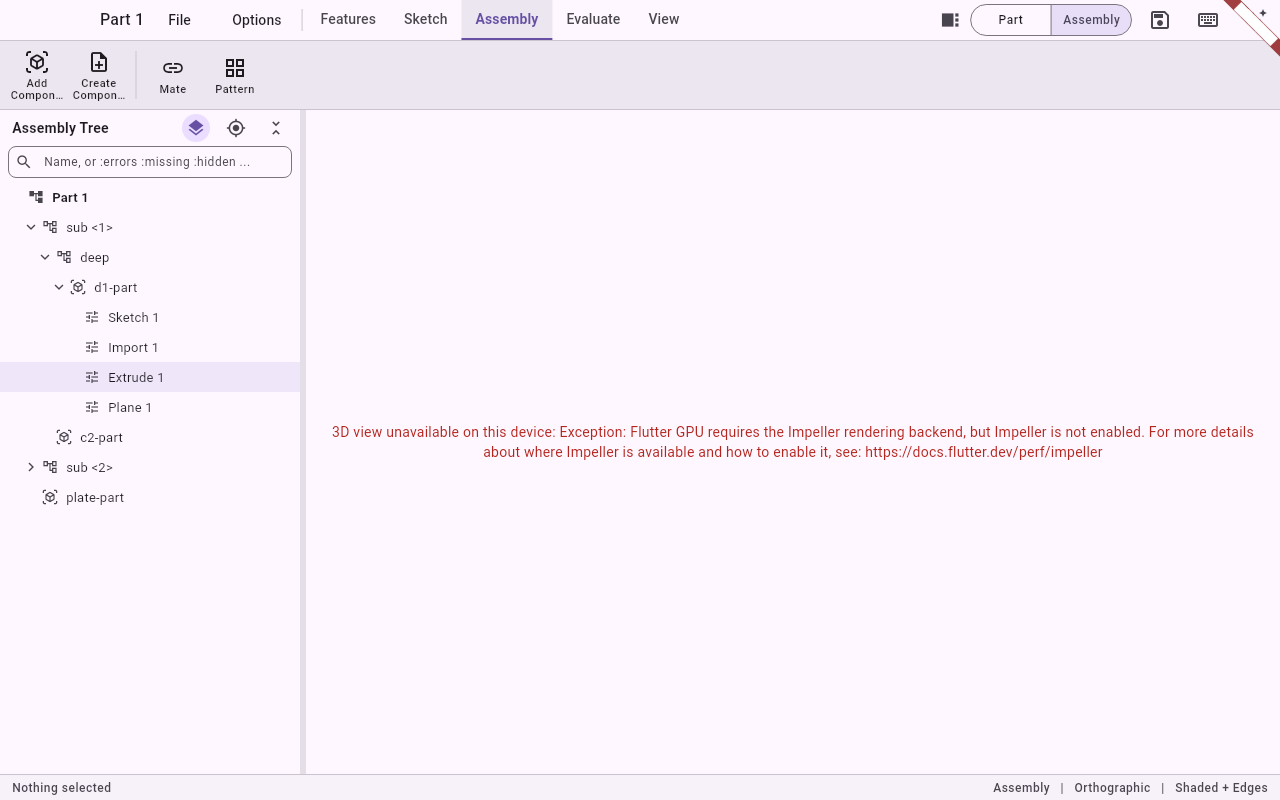 Part 1 File Options Features Sketch Assembly Evaluate View Part Assembly
Add Compon... Create Compon... Mate Pattern
Assembly Tree
Name, or :errors :missing :hidden ...
Part 1
sub <1>
deep
d1-part
Sketch 1
Import 1
Extrude 1
Plane 1
c2-part
sub <2>
plate-part
3D view unavailable on this device: Exception: Flutter GPU requires the Impeller rendering backend, but Impeller is not enabled. For more details
about where Impeller is available and how to enable it, see: https://docs.flutter.dev/perf/impeller
Nothing selected Assembly | Orthographic | Shaded + Edges